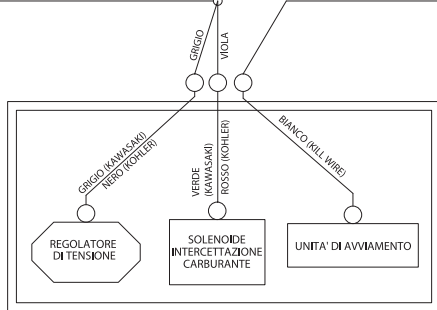 GRIGIO
VIOLA
GRIGIO (KAWASAKI)
NERO (KOHLER)
VERDE
(KAWASAKI)
ROSSO (KOHLER)
BIANCO (KILL WIRE)
REGOLATORE
DI TENSIONE
SOLENOIDE
INTERCETTAZIONE
CARBURANTE
UNITA' DI AVVIAMENTO